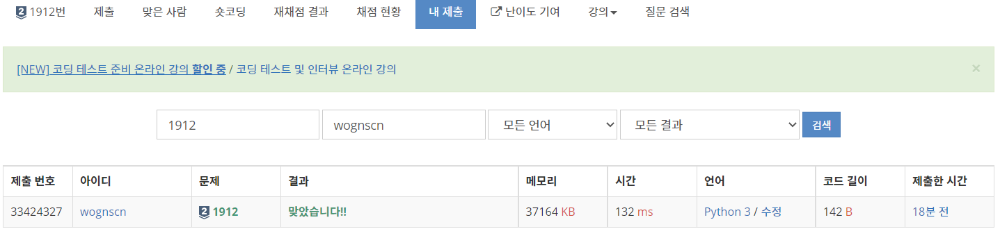 2 1912번 제출 맞은 사람 숏코딩 재채점 결과 채점 현황 내 제출 난이도 기여 강의 질문 검색
[NEW] 코딩 테스트 준비 온라인 강의 할인 중 / 코딩 테스트 및 인터뷰 온라인 강의 ×
1912 wognscn 모든 언어 모든 결과 검색
제출 번호 아이디 문제 결과 메모리 시간 언어 코드 길이 제출한 시간
33424327 wognscn 2 1912 맞았습니다!! 37164 KB 132 ms Python 3 / 수정 142 B 18분 전